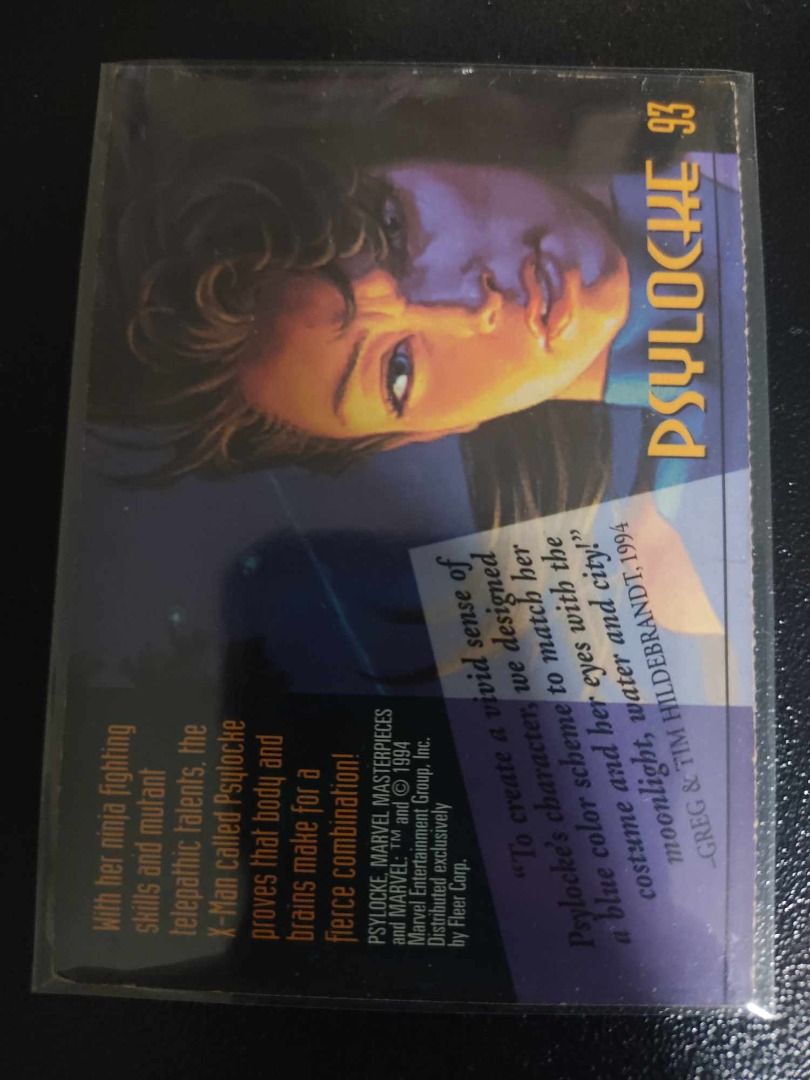 With her ninja fighting
skills and mutant
telepathic talents, the
X-Man called Psylocke
proves that body and
brains make for a
fierce combination!
PSYLOCKE, MARVEL MASTERPIECES
and MARVEL: ™ and © 1994
Marvel Entertainment Group, Inc.
Distributed exclusively
by Fleer Corp.
"To create a vivid sense of
Psylocke's character, we designed
a blue color scheme to match her
costume and her eyes with the
moonlight, water and city!"
–GREG & TIM HILDEBRANDT, 1994
PSYLOCKE 93